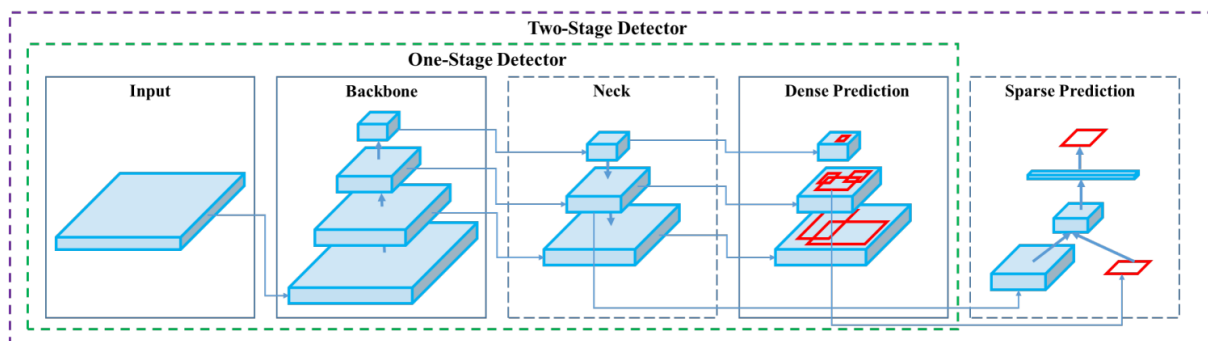 Two-Stage Detector
One-Stage Detector
Input
Backbone
Neck
Dense Prediction
Sparse Prediction